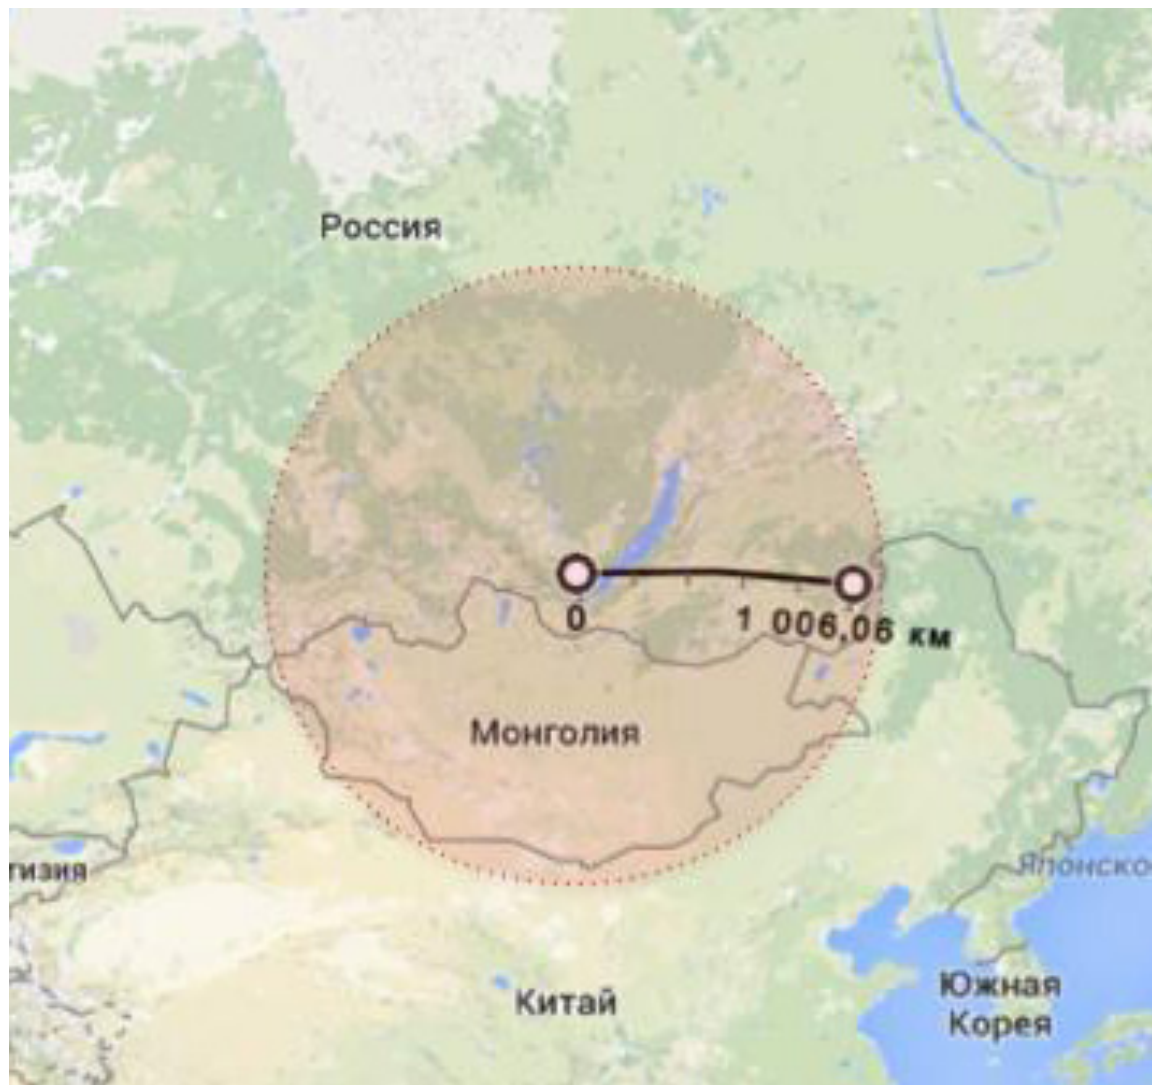 Россия
0
1 006,06 км
Монголия
гизия
Японско
Южная
Корея
Китай